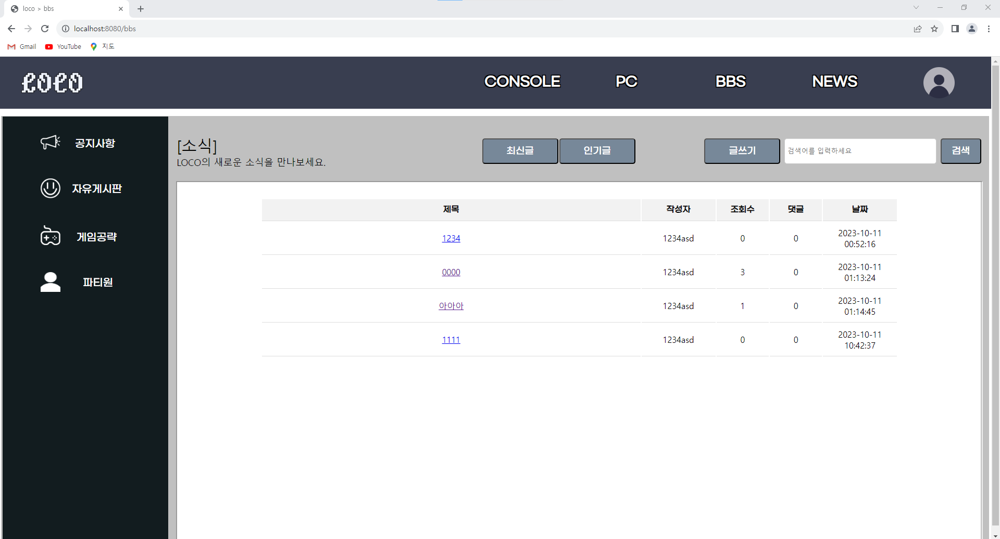 loco > bbs
localhost:8080/bbs
Gmail YouTube 지도
LOCO CONSOLE PC BBS NEWS
공지사항
자유게시판
게임공략
파티원
[소식]
LOCO의 새로운 소식을 만나보세요.
최신글 인기글 글쓰기 검색어를 입력하세요 검색
제목 작성자 조회수 댓글 날짜
1234 1234asd 0 0 2023-10-11
00:52:16
0000 1234asd 3 0 2023-10-11
01:13:24
아아아 1234asd 1 0 2023-10-11
01:14:45
1111 1234asd 0 0 2023-10-11
10:42:37